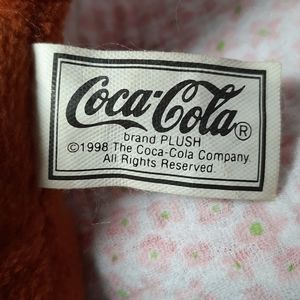 Coca-Cola®
brand PLUSH
©1998 The Coca-Cola Company
All Rights Reserved